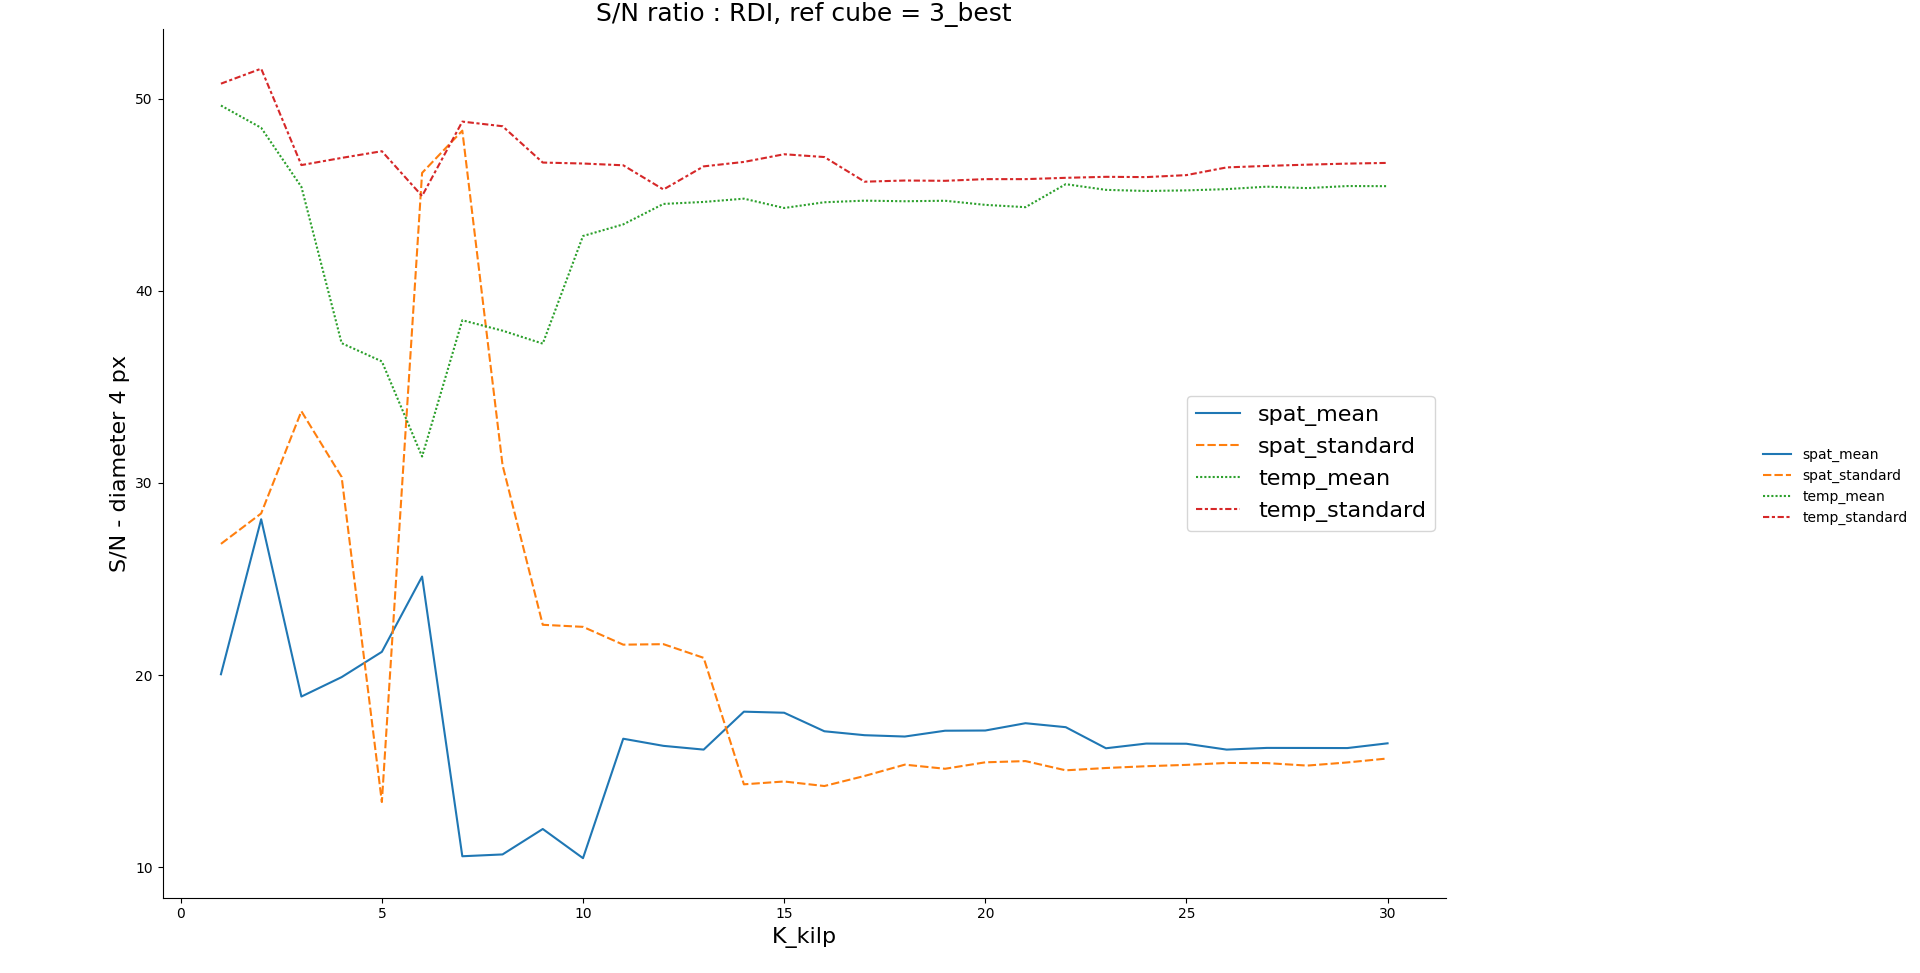 S/N ratio : RDI, ref cube = 3_best
S/N - diameter 4 px
50
40
30
20
10
0
5
10
15
20
25
30
K_kilp
spat_mean
spat_standard
temp_mean
temp_standard
spat_mean
spat_standard
temp_mean
temp_standard